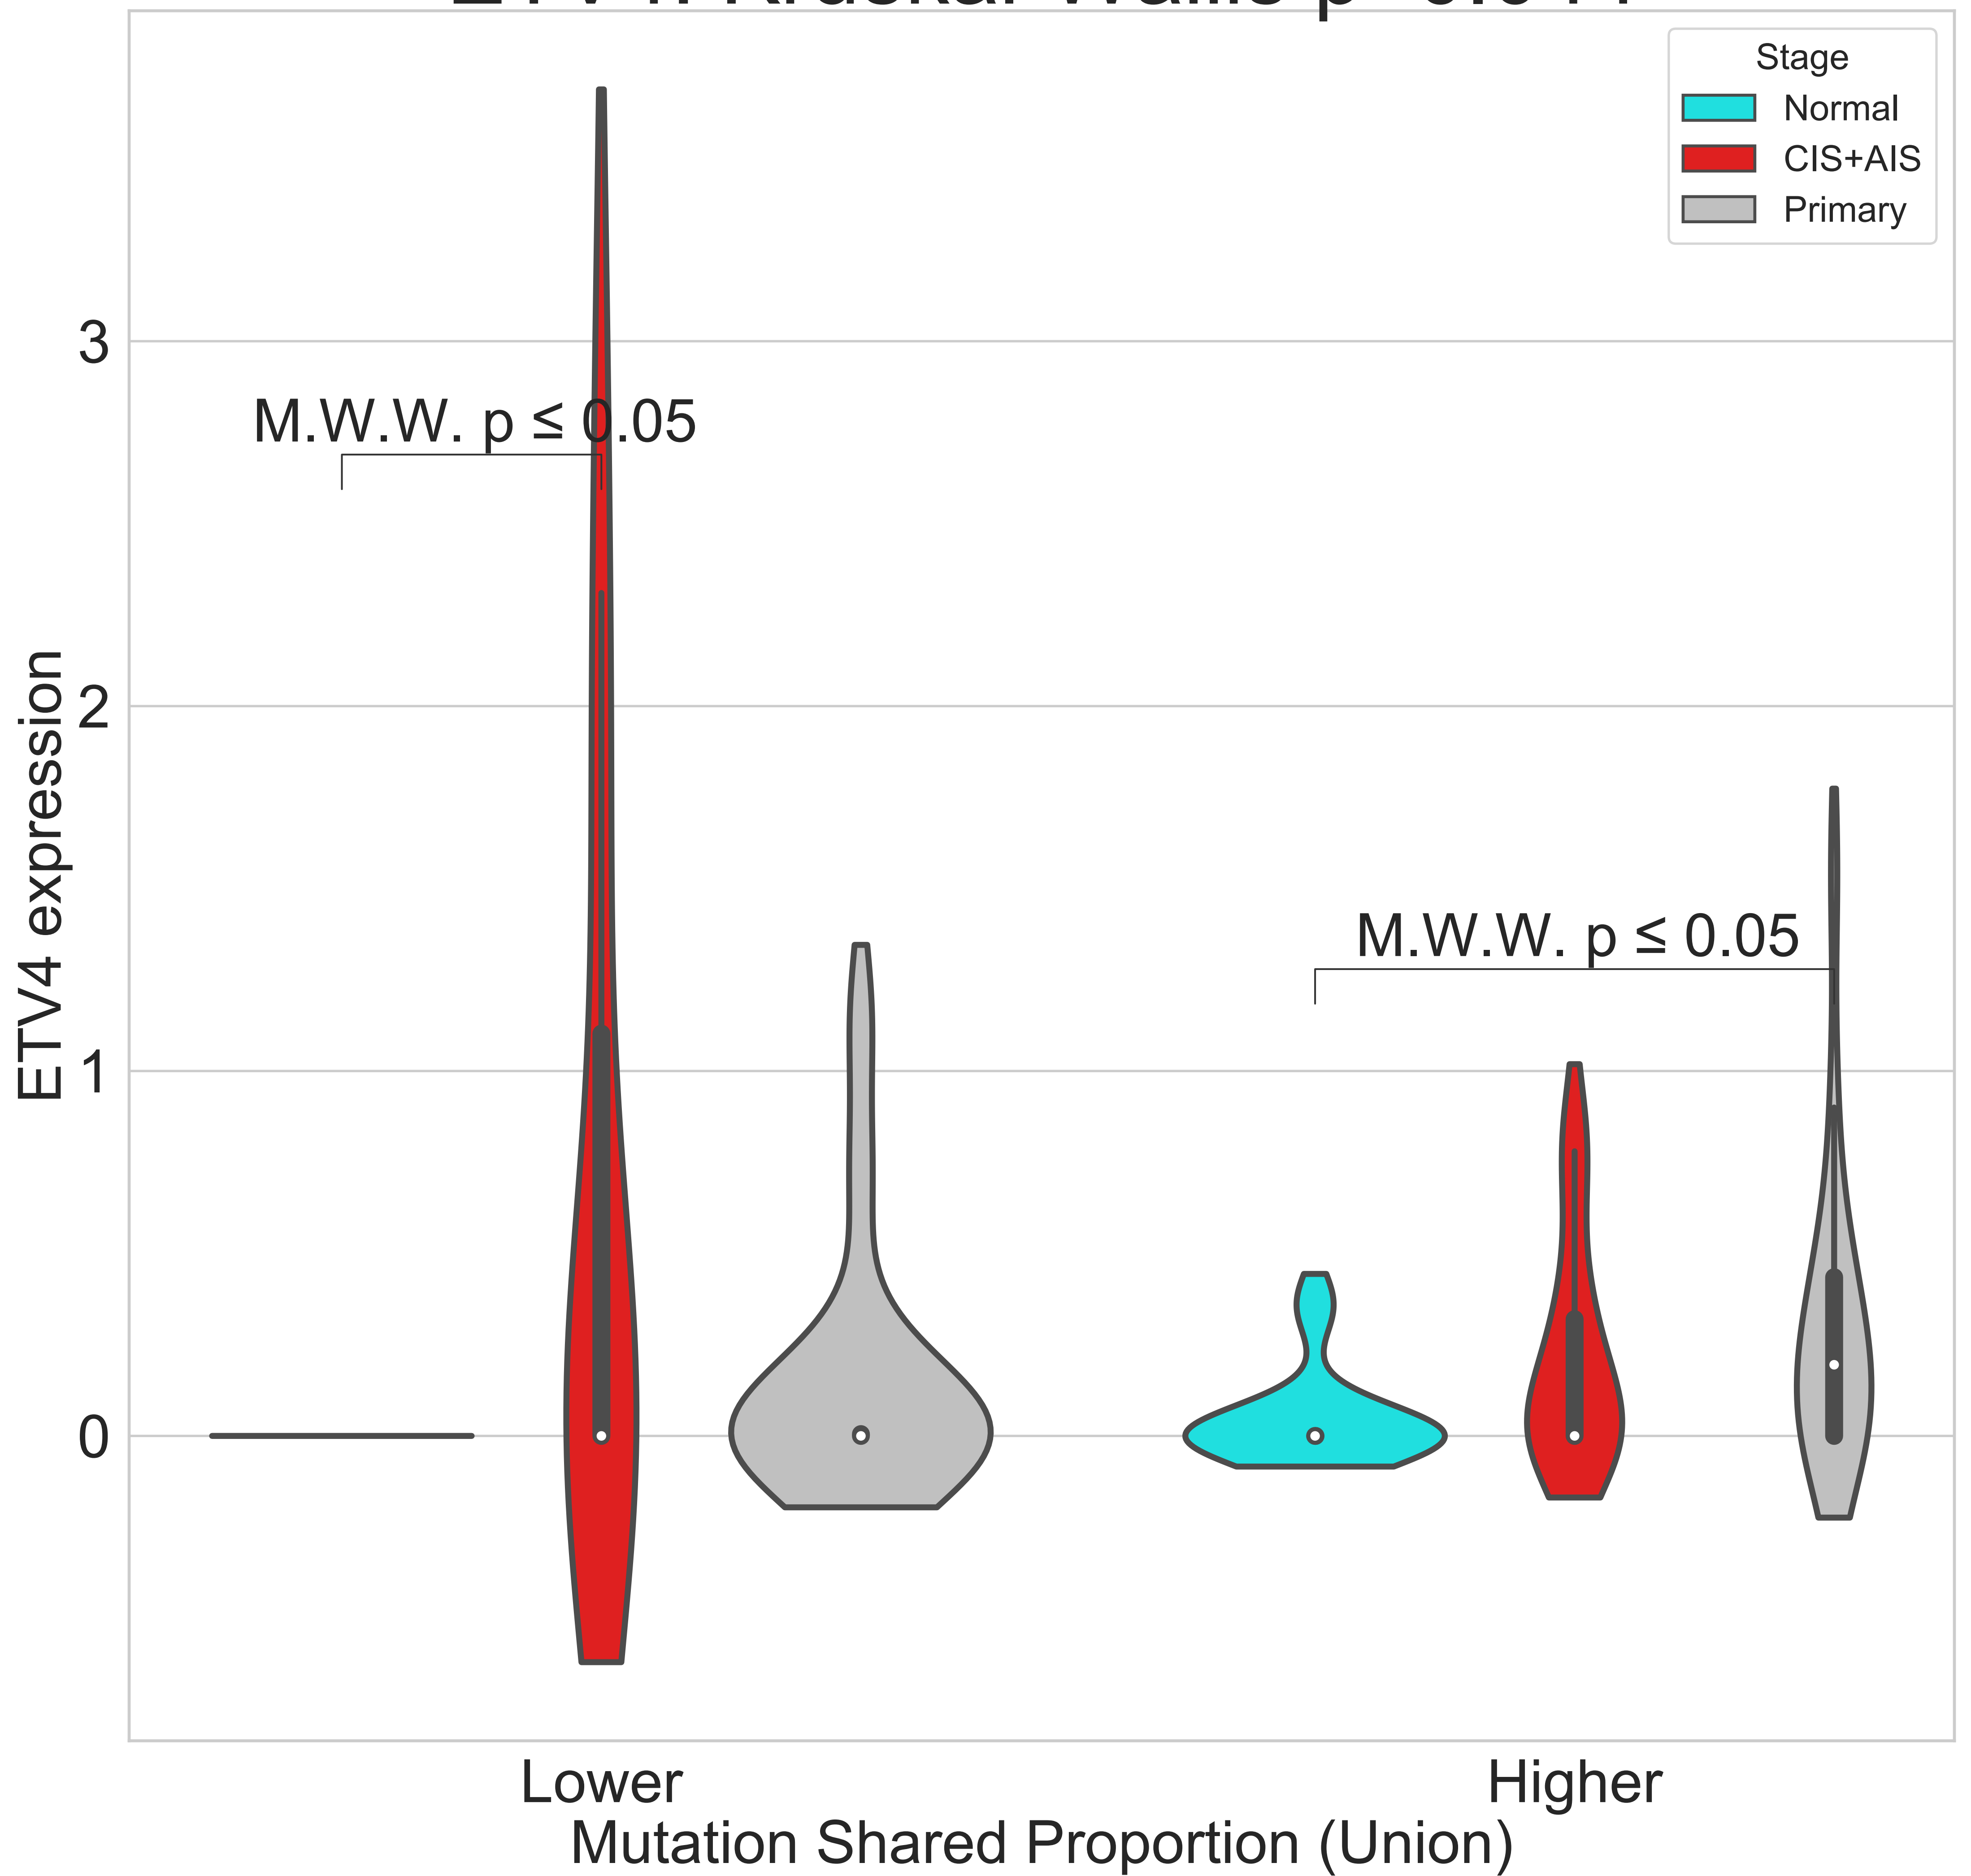 Stage
Normal
CIS+AIS
Primary
3
M.W.W. p ≤ 0.05
2
ETV4 expression
M.W.W. p ≤ 0.05
1
0
Lower
Higher
Mutation Shared Proportion (Union)